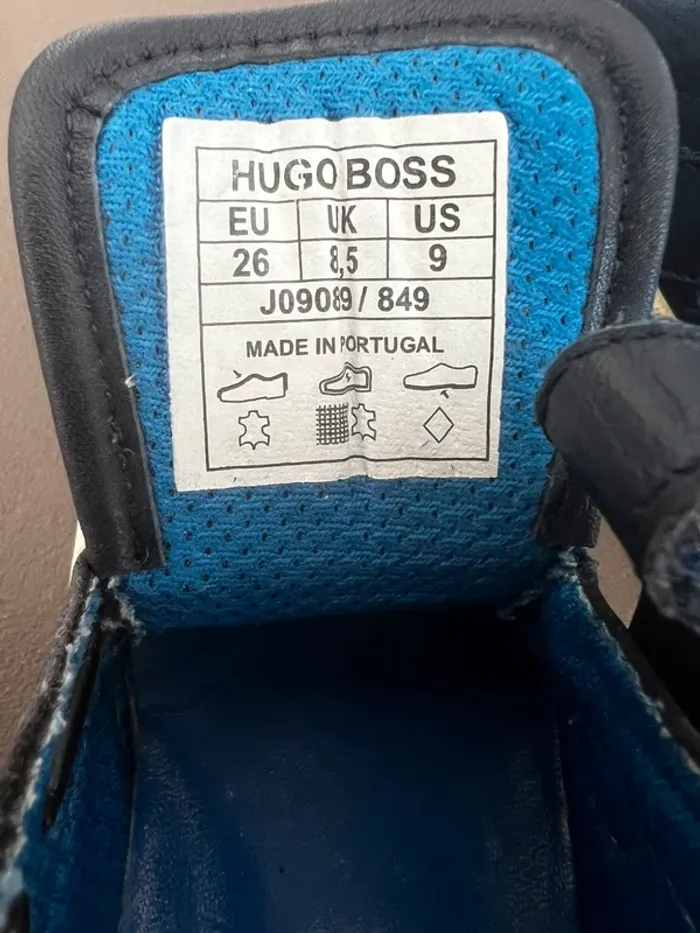 HUGO BOSS
EU UK US
26 8,5 9
J09089 / 849
MADE IN PORTUGAL